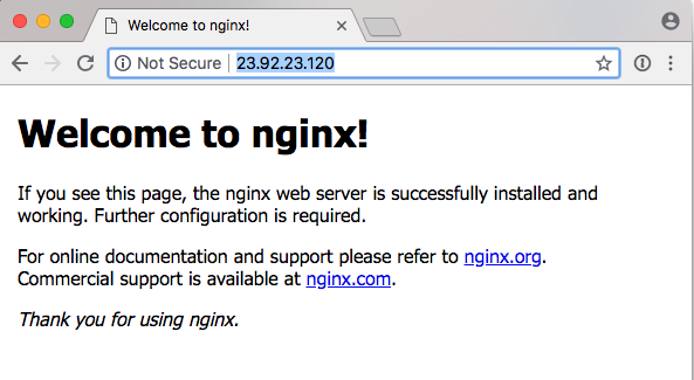 Welcome to nginx!
Not Secure | 23.92.23.120
Welcome to nginx!
If you see this page, the nginx web server is successfully installed and
working. Further configuration is required.
For online documentation and support please refer to nginx.org.
Commercial support is available at nginx.com.
Thank you for using nginx.